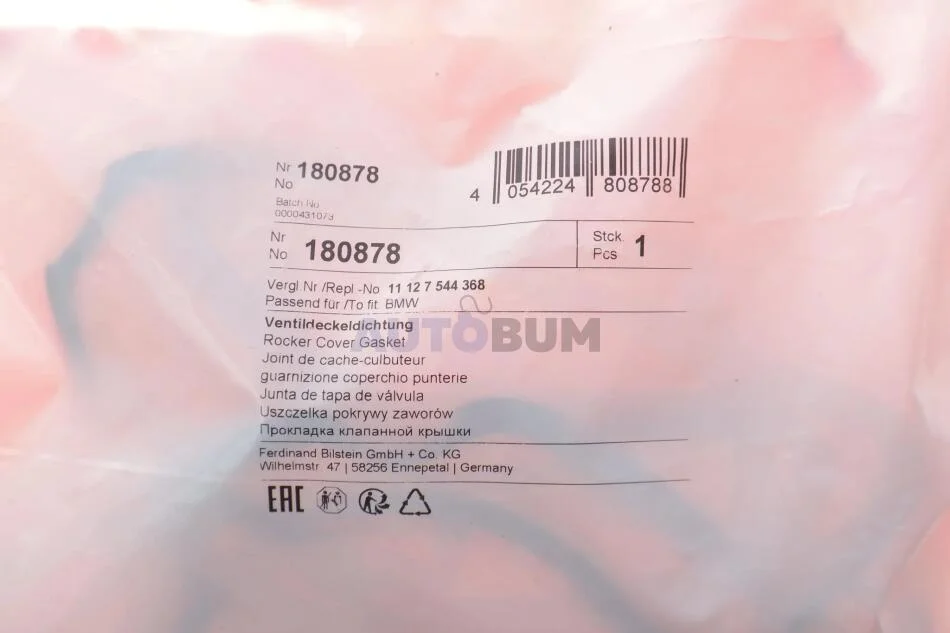 Nr 180878
No
Batch No
0000431073
4 054224 808788
Nr
No 180878
Stck.
Pcs 1
Vergl.Nr./Repl.-No 11 12 7 544 368
Passend für /To fit BMW
Ventildeckeldichtung
AUTOBUM
Rocker Cover Gasket
Joint de cache-culbuteur
guarnizione coperchio punterie
Junta de tapa de válvula
Uszczelka pokrywy zaworów
Прокладка клапанной крышки
Ferdinand Bilstein GmbH + Co. KG
Wilhelmstr. 47 | 58256 Ennepetal | Germany
EAC